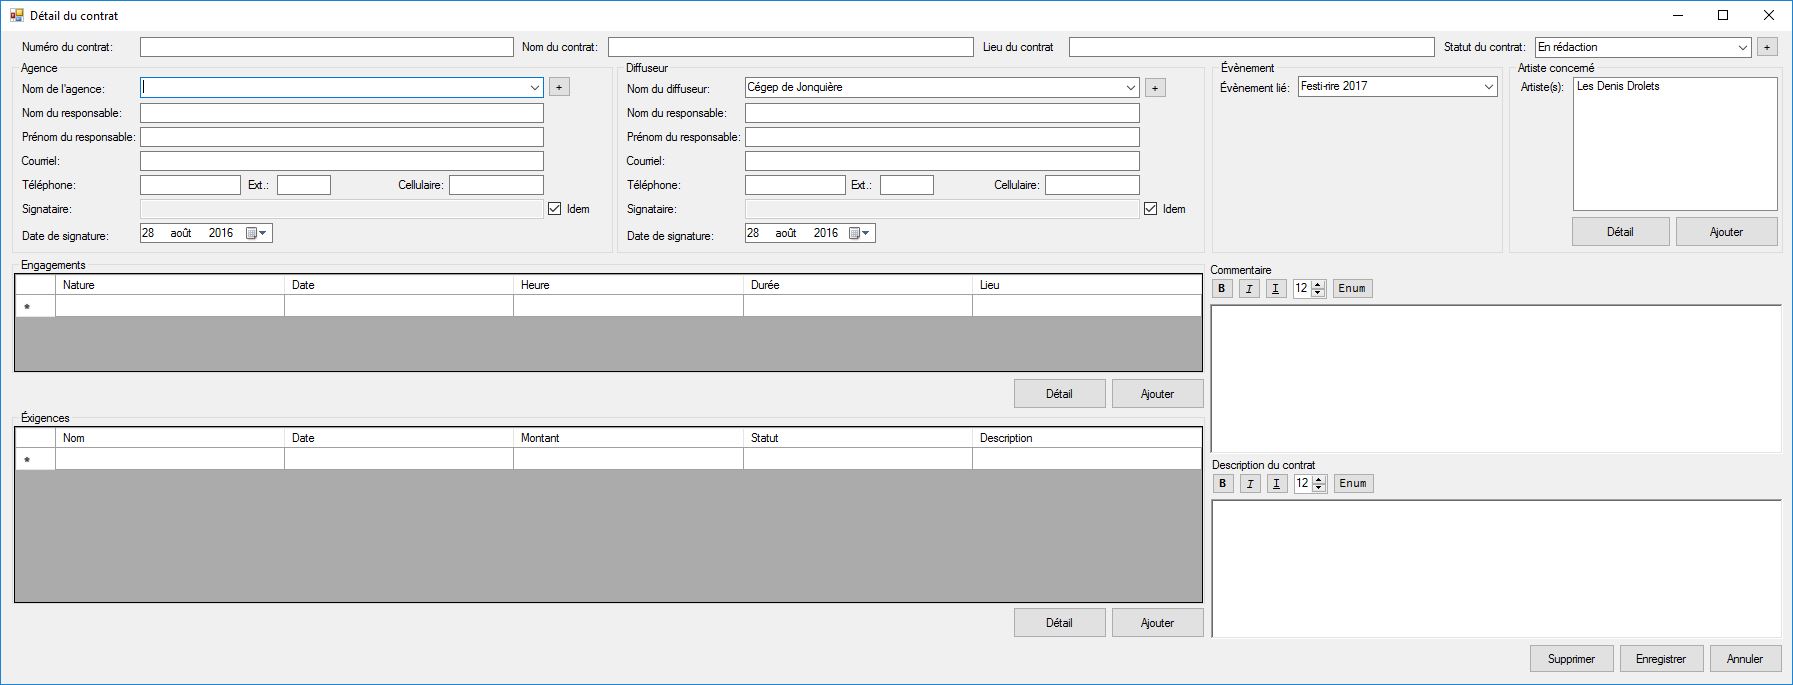 Détail du contrat
Numéro du contrat: Nom du contrat: Lieu du contrat Statut du contrat: En rédaction +
Agence Diffuseur Évènement Artiste concerné
Nom de l'agence: + Nom du diffuseur: Cégep de Jonquière + Évènement lié: Festi-rire 2017 Artiste(s): Les Denis Drolets
Nom du responsable: Nom du responsable:
Prénom du responsable: Prénom du responsable:
Courriel: Courriel:
Téléphone: Ext.: Cellulaire: Téléphone: Ext.: Cellulaire:
Signataire: Idem Signataire: Idem
Date de signature: 28 août 2016 Date de signature: 28 août 2016 Détail Ajouter
Engagements
Nature Date Heure Durée Lieu
*
Détail Ajouter
Éxigences
Nom Date Montant Statut Description
*
Détail Ajouter
Commentaire
B I I 12 Enum
Description du contrat
B I I 12 Enum
Supprimer Enregistrer Annuler